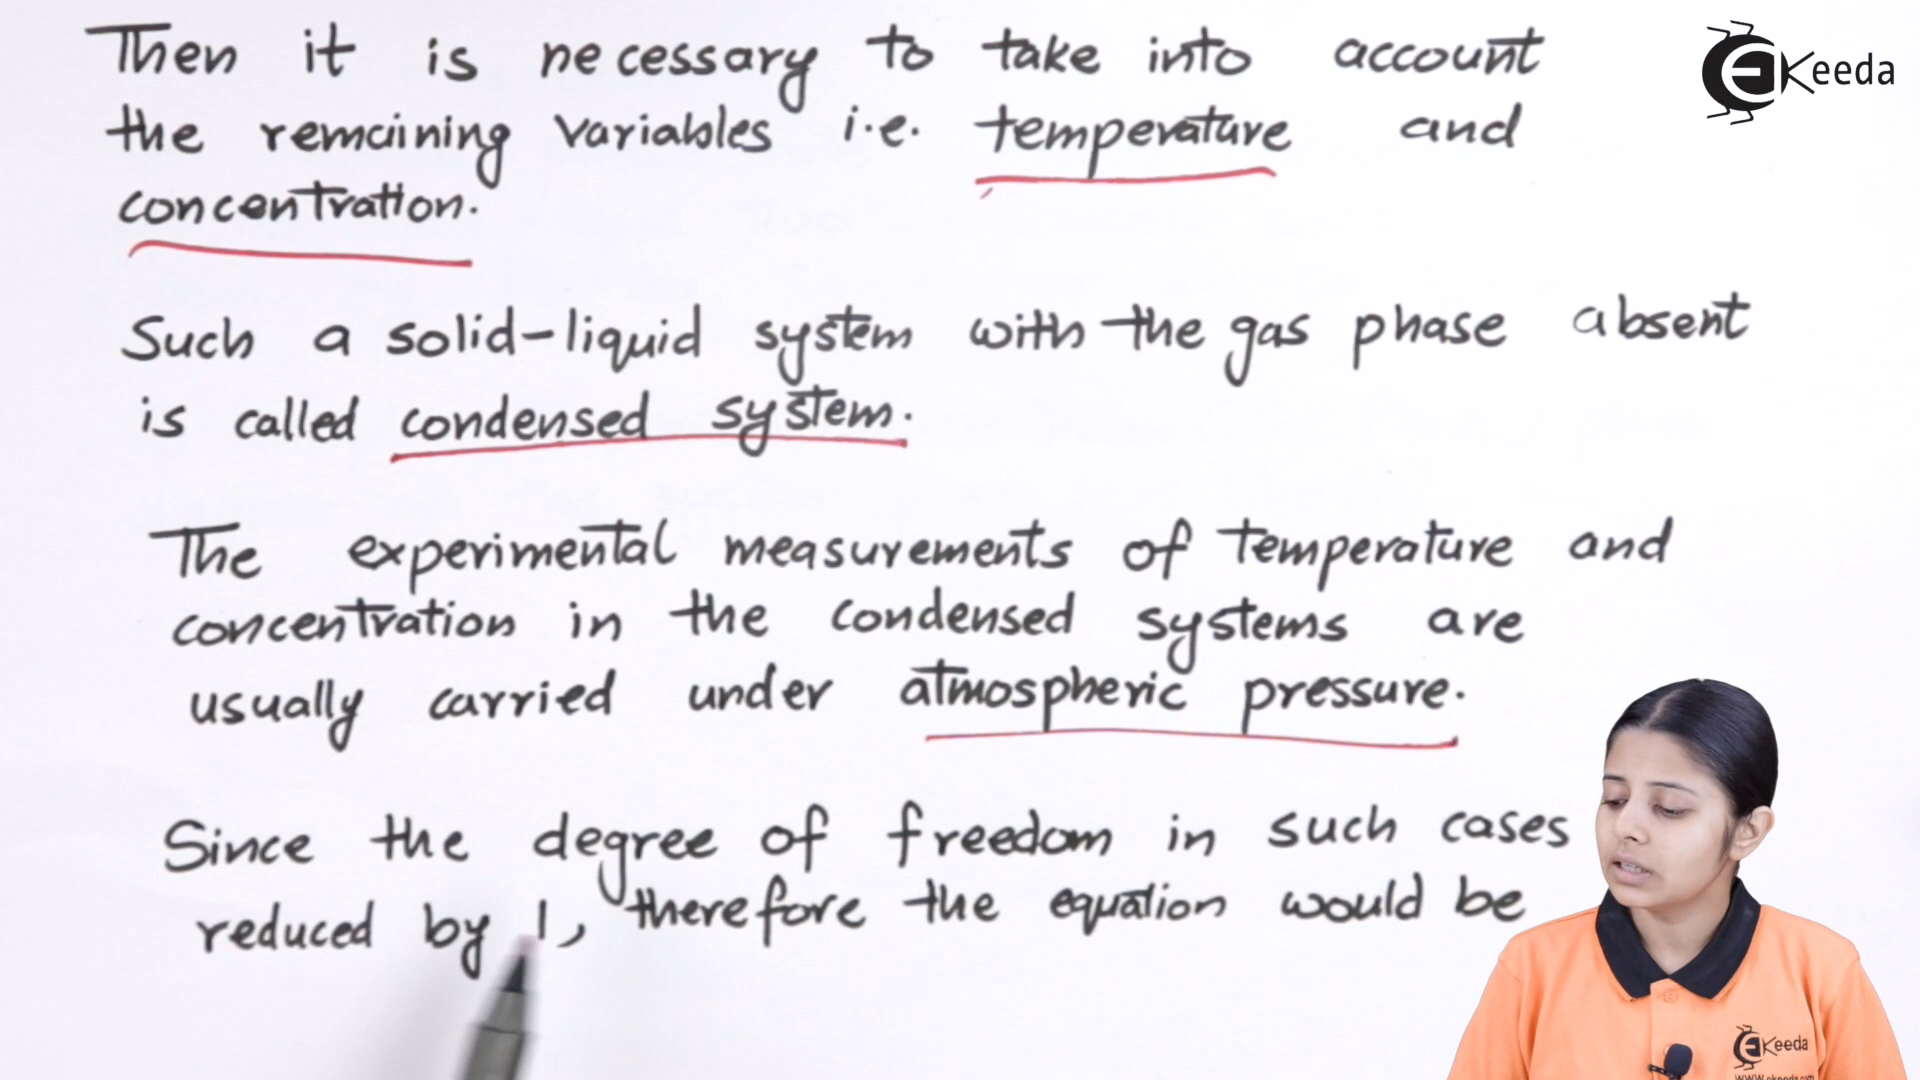 Then it is necessary to take into account
the remaining variables i.e. temperature and
concentration.
Such a solid-liquid system with the gas phase absent
is called condensed system.
The experimental measurements of temperature and
concentration in the condensed systems are
usually carried under atmospheric pressure.
Since the degree of freedom in such cases
reduced by 1, therefore the equation would be
EKeeda
EKeeda
www.ekeeda.com